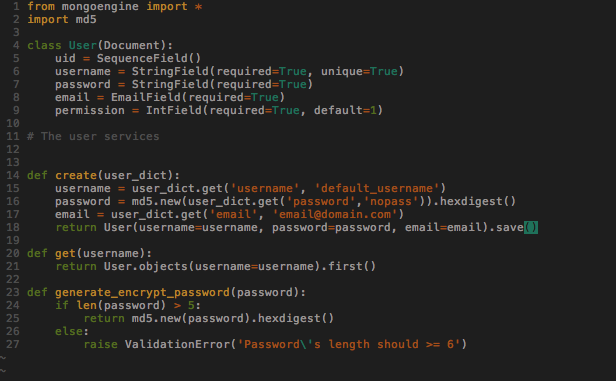 1 from mongoengine import *
2 import md5
3
4 class User(Document):
5     uid = SequenceField()
6     username = StringField(required=True, unique=True)
7     password = StringField(required=True)
8     email = EmailField(required=True)
9     permission = IntField(required=True, default=1)
10
11 # The user services
12
13
14 def create(user_dict):
15     username = user_dict.get('username', 'default_username')
16     password = md5.new(user_dict.get('password','nopass')).hexdigest()
17     email = user_dict.get('email', 'email@domain.com')
18     return User(username=username, password=password, email=email).save()
19
20 def get(username):
21     return User.objects(username=username).first()
22
23 def generate_encrypt_password(password):
24     if len(password) > 5:
25         return md5.new(password).hexdigest()
26     else:
27         raise ValidationError('Password\'s length should >= 6')
~
~